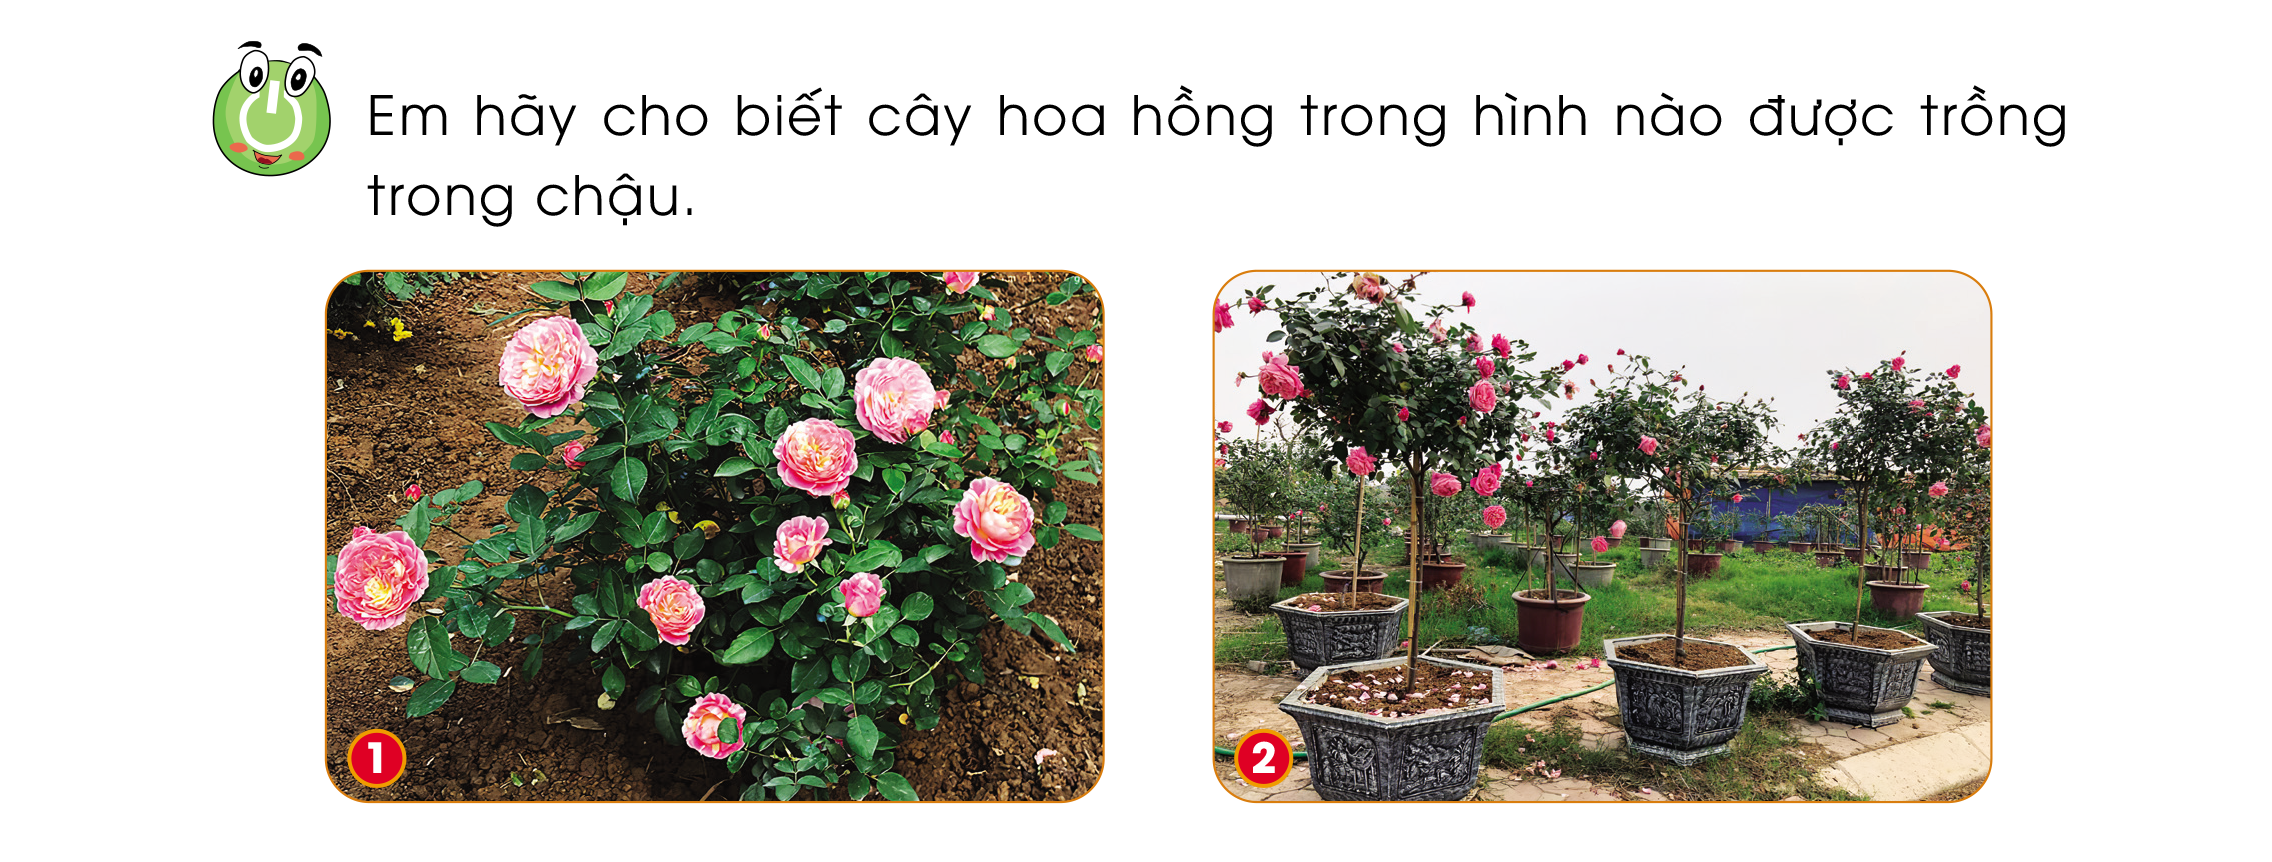 Em hãy cho biết cây hoa hồng trong hình nào được trồng
trong chậu.
1
2